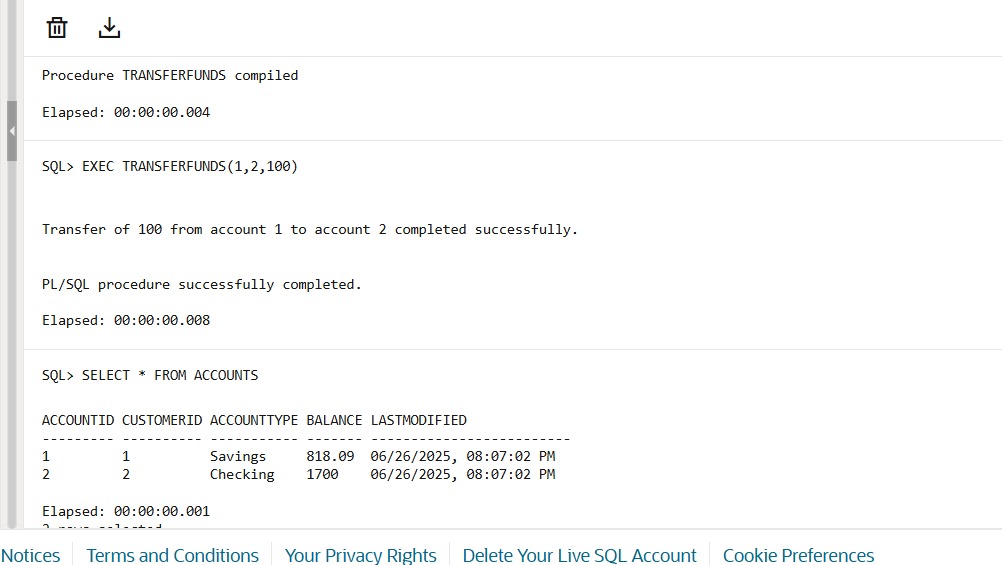 Procedure TRANSFERFUNDS compiled
Elapsed: 00:00:00.004
SQL> EXEC TRANSFERFUNDS(1,2,100)
Transfer of 100 from account 1 to account 2 completed successfully.
PL/SQL procedure successfully completed.
Elapsed: 00:00:00.008
SQL> SELECT * FROM ACCOUNTS
ACCOUNTID CUSTOMERID ACCOUNTTYPE BALANCE LASTMODIFIED
--------- ---------- ----------- ------- -------------------------
1         1          Savings     818.09  06/26/2025, 08:07:02 PM
2         2          Checking    1700    06/26/2025, 08:07:02 PM
Elapsed: 00:00:00.001
2 rows selected.
Notices Terms and Conditions Your Privacy Rights Delete Your Live SQL Account Cookie Preferences